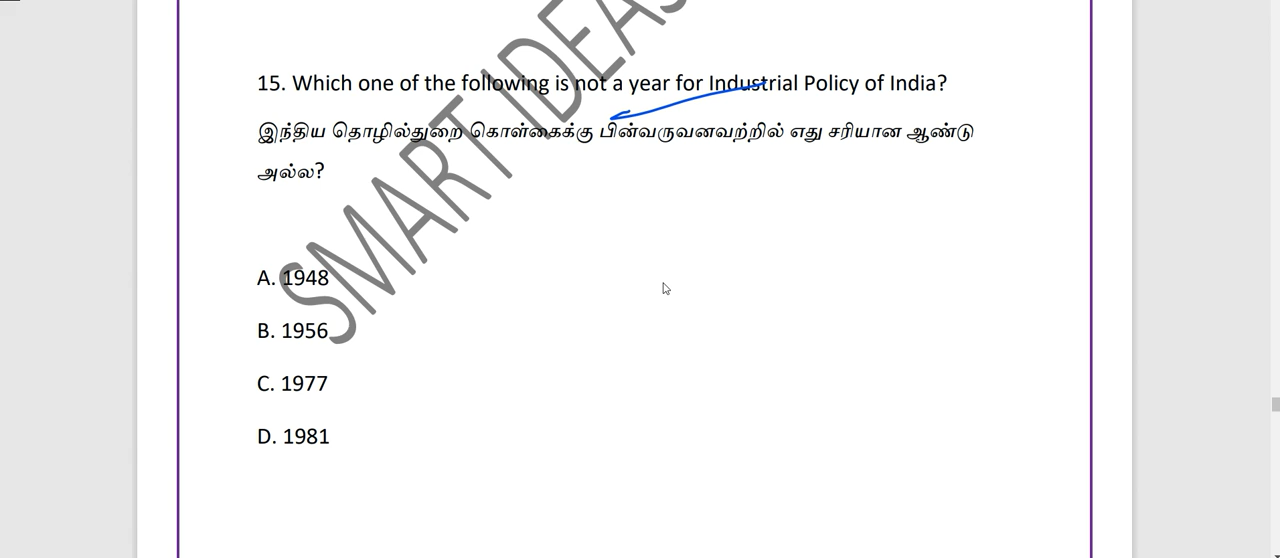 15. Which one of the following is not a year for Industrial Policy of India?
இந்திய தொழில்துறை கொள்கைக்கு பின்வருவனவற்றில் எது சரியான ஆண்டு
அல்ல?
SMART IDEAS
A. 1948
B. 1956
C. 1977
D. 1981